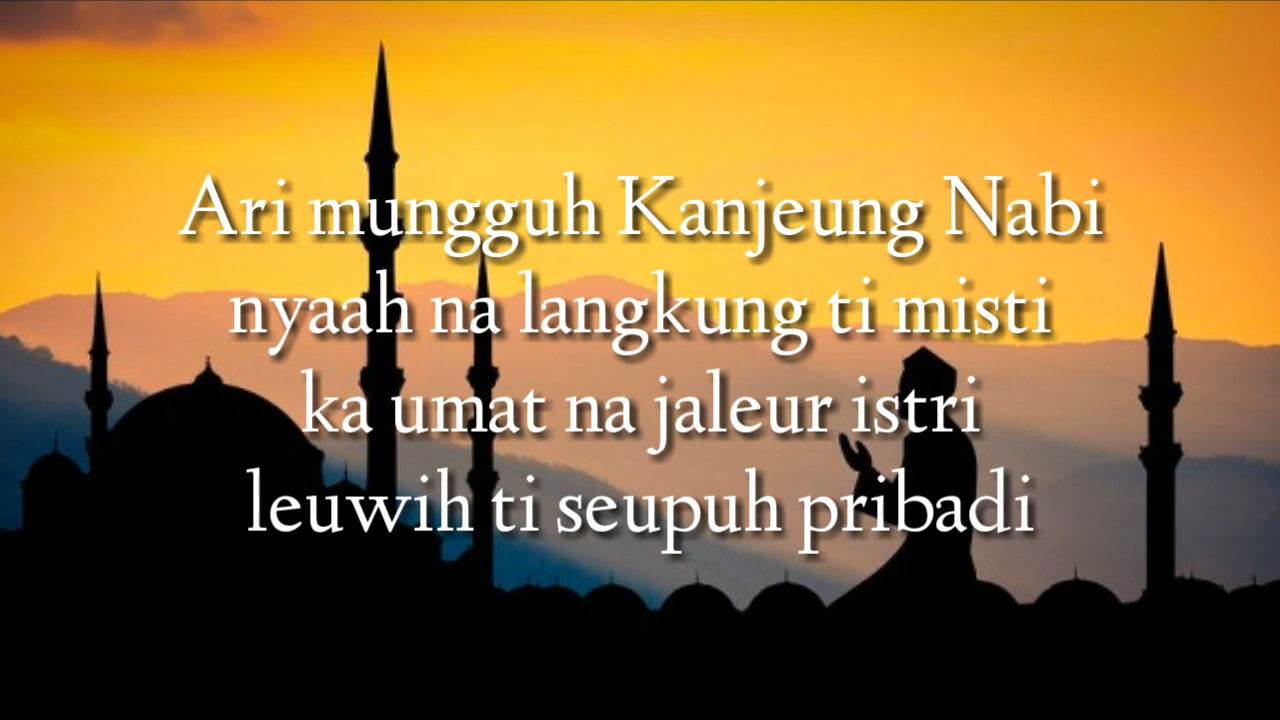 Ari mungguh Kanjeung Nabi
nyaah na langkung ti misti
ka umat na jaleur istri
leuwih ti seupuh pribadi